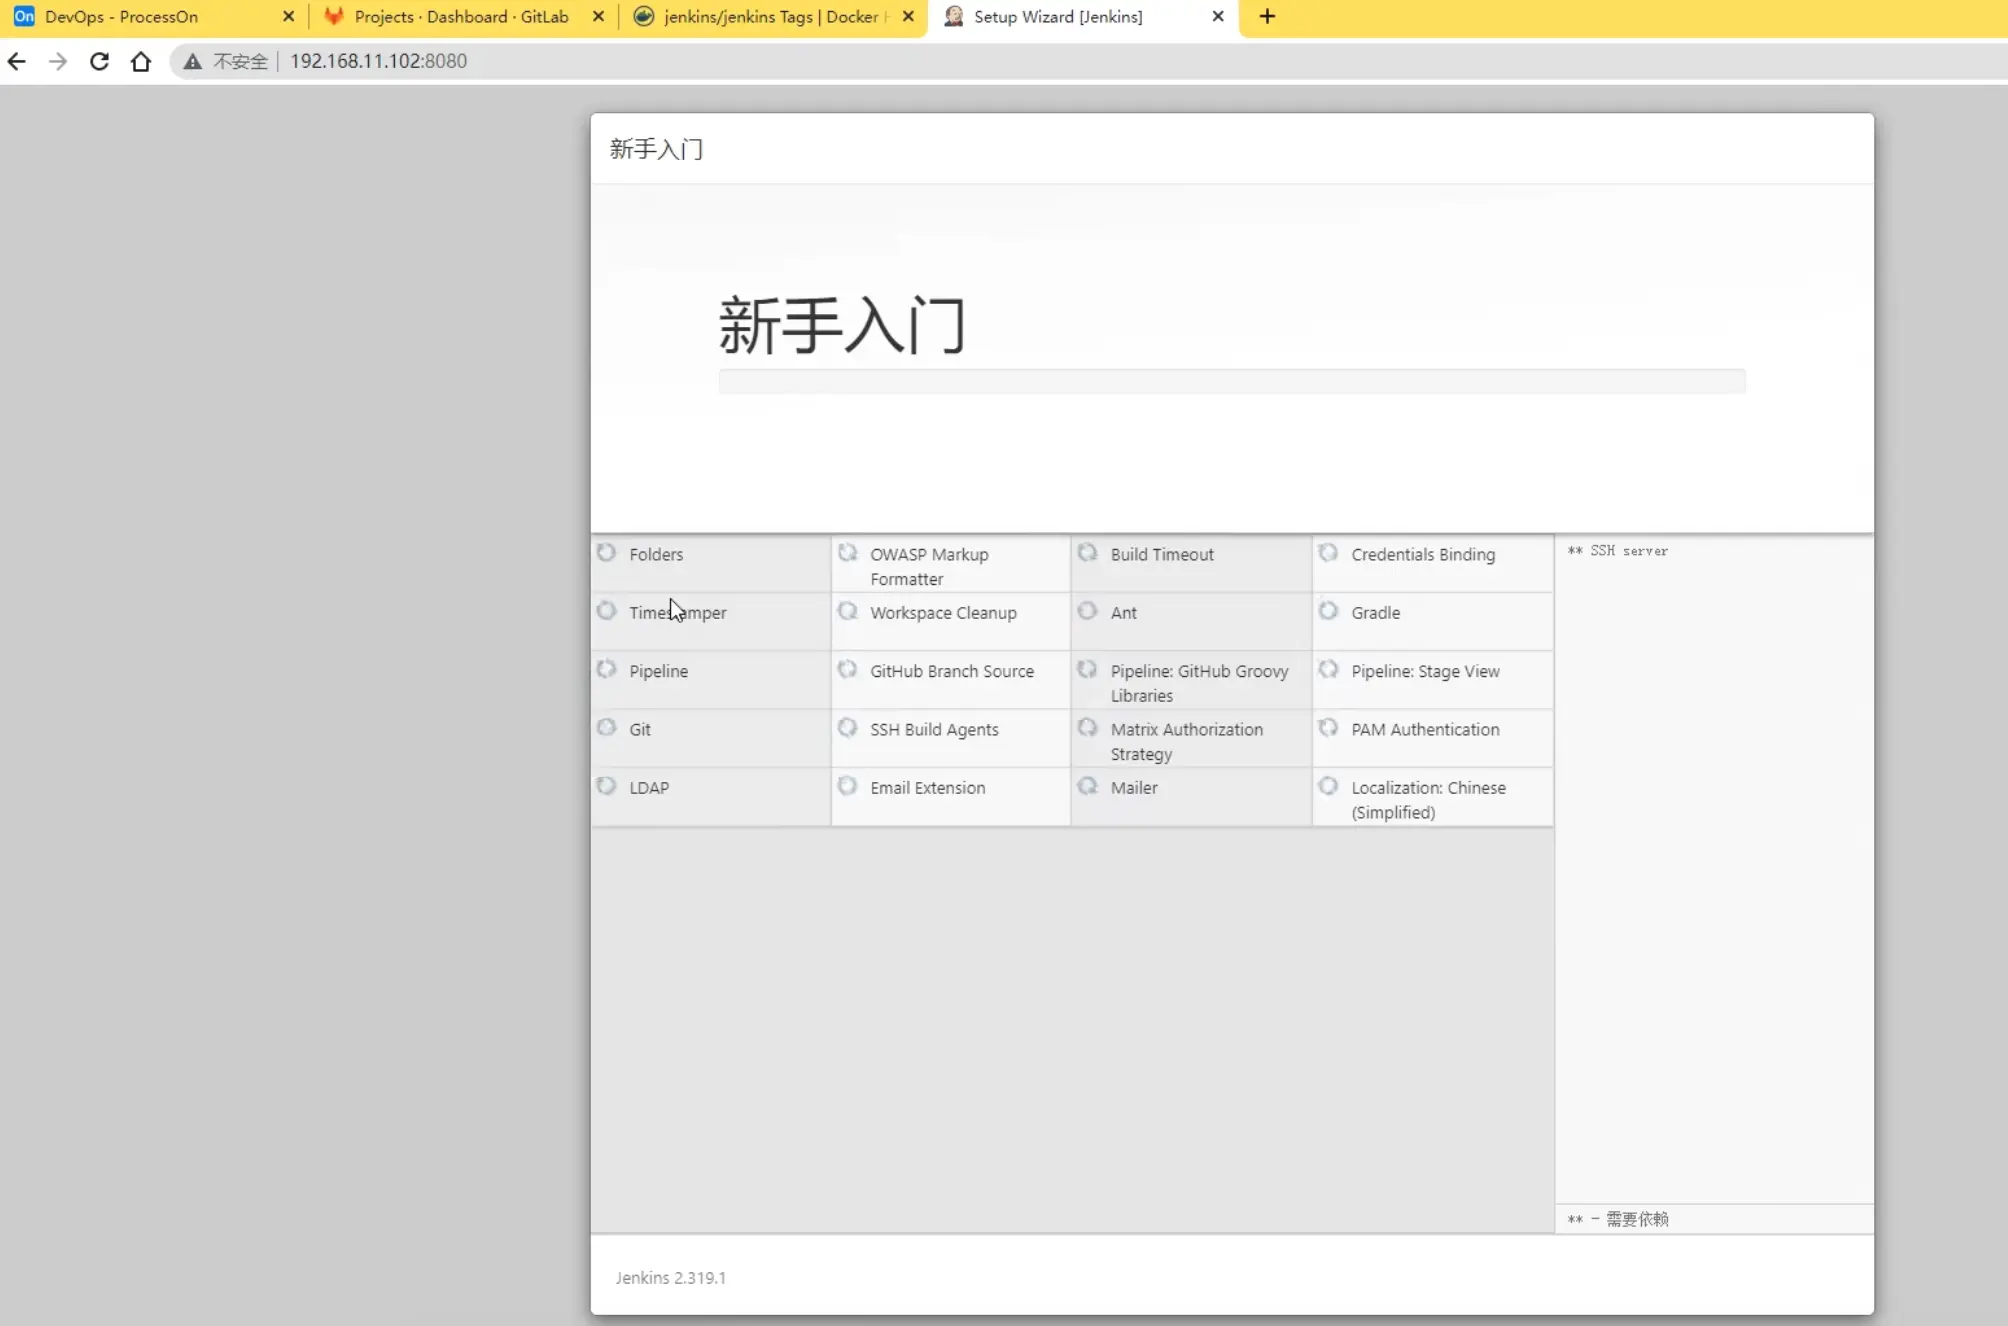 On DevOps - ProcessOn
Projects · Dashboard · GitLab
jenkins/jenkins Tags | Docker
Setup Wizard [Jenkins]
不安全 192.168.11.102:8080
新手入门
新手入门
Folders
OWASP Markup
Formatter
Build Timeout
Credentials Binding
** SSH server
Timestamper
Workspace Cleanup
Ant
Gradle
Pipeline
GitHub Branch Source
Pipeline: GitHub Groovy
Libraries
Pipeline: Stage View
Git
SSH Build Agents
Matrix Authorization
Strategy
PAM Authentication
LDAP
Email Extension
Mailer
Localization: Chinese
(Simplified)
** - 需要依赖
Jenkins 2.319.1